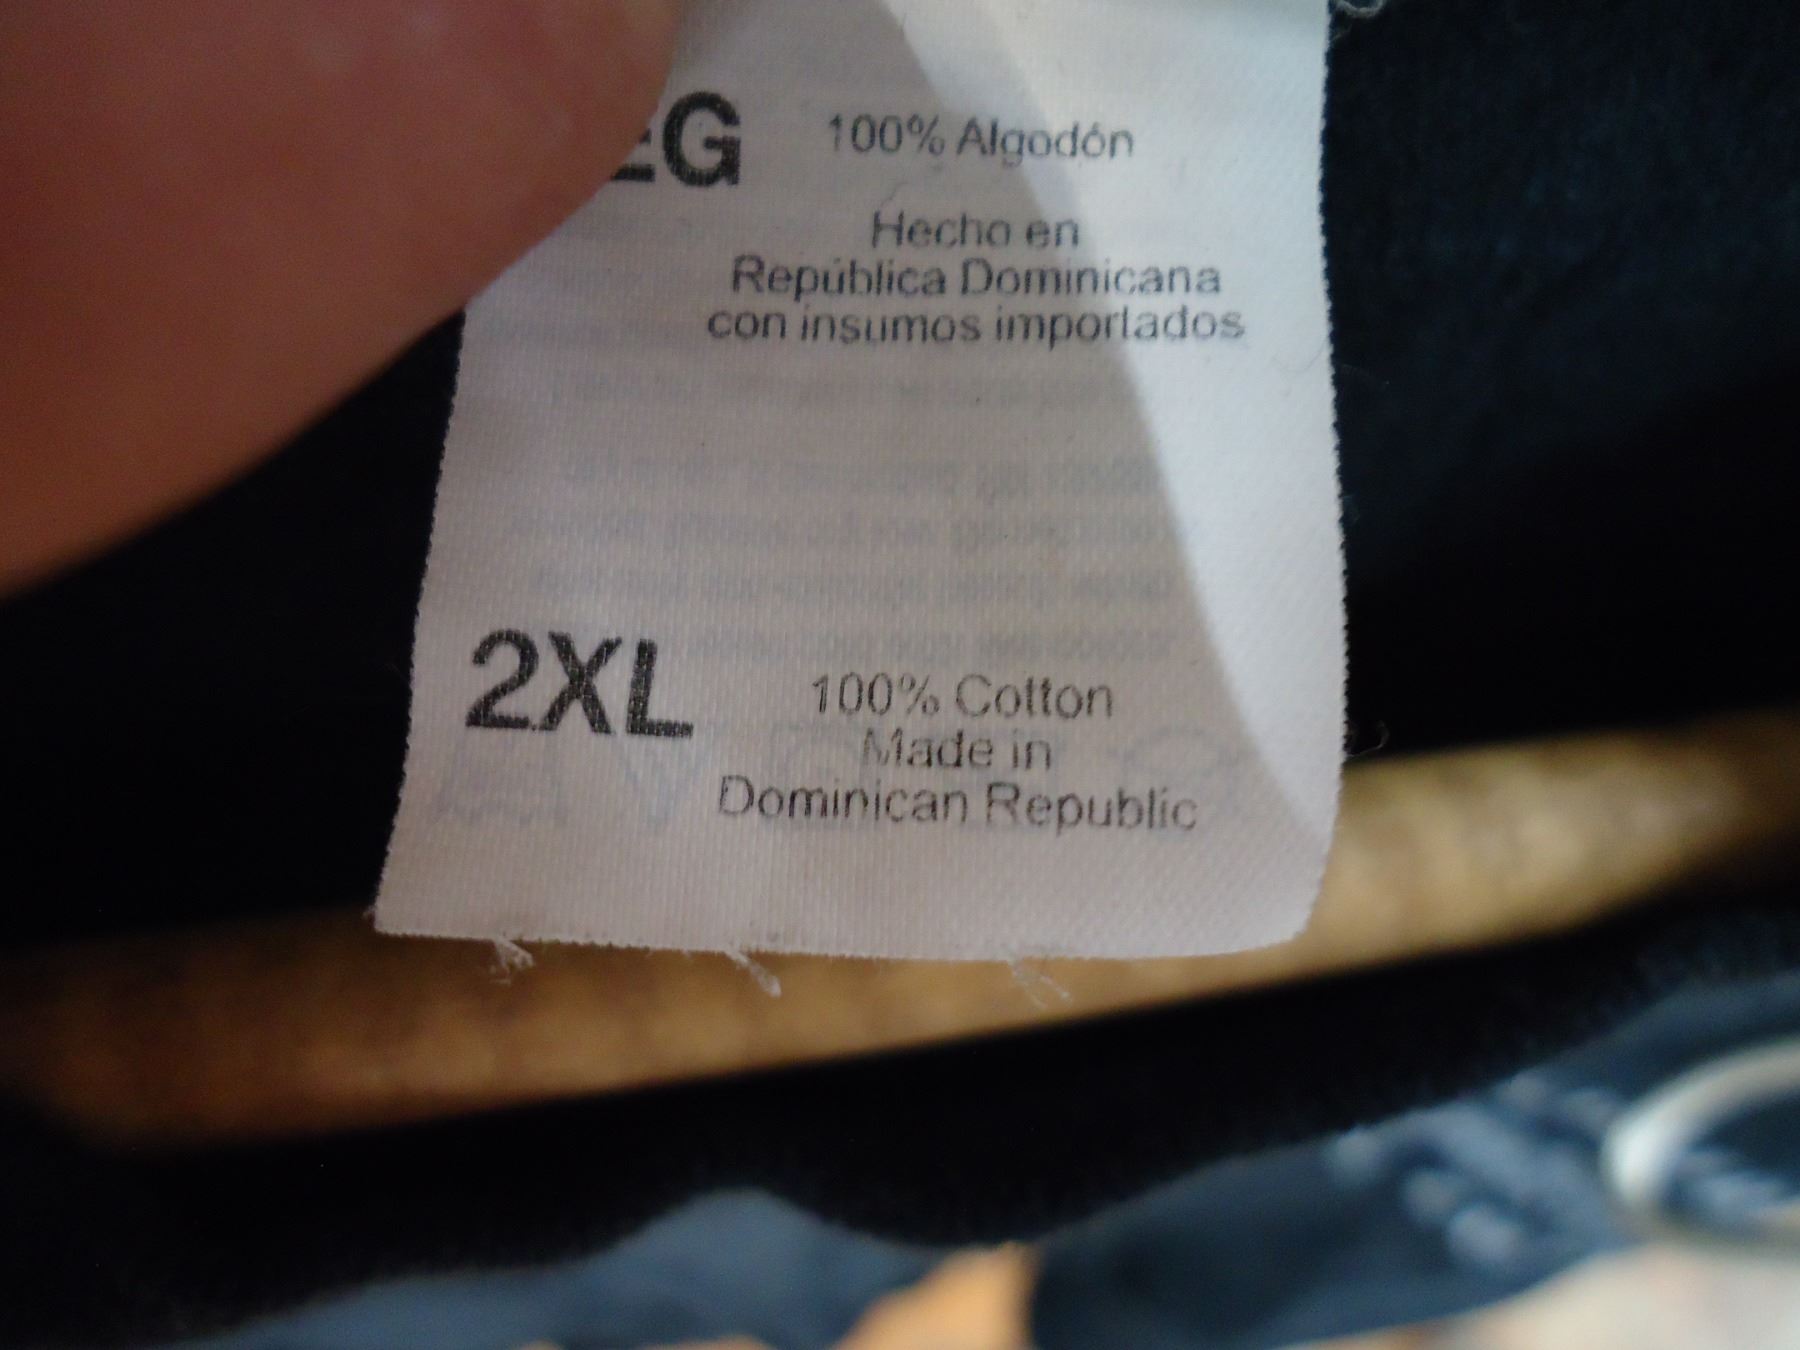 EG 100% Algodón
Hecho en
República Dominicana
con insumos importados
2XL 100% Cotton
Made in
Dominican Republic